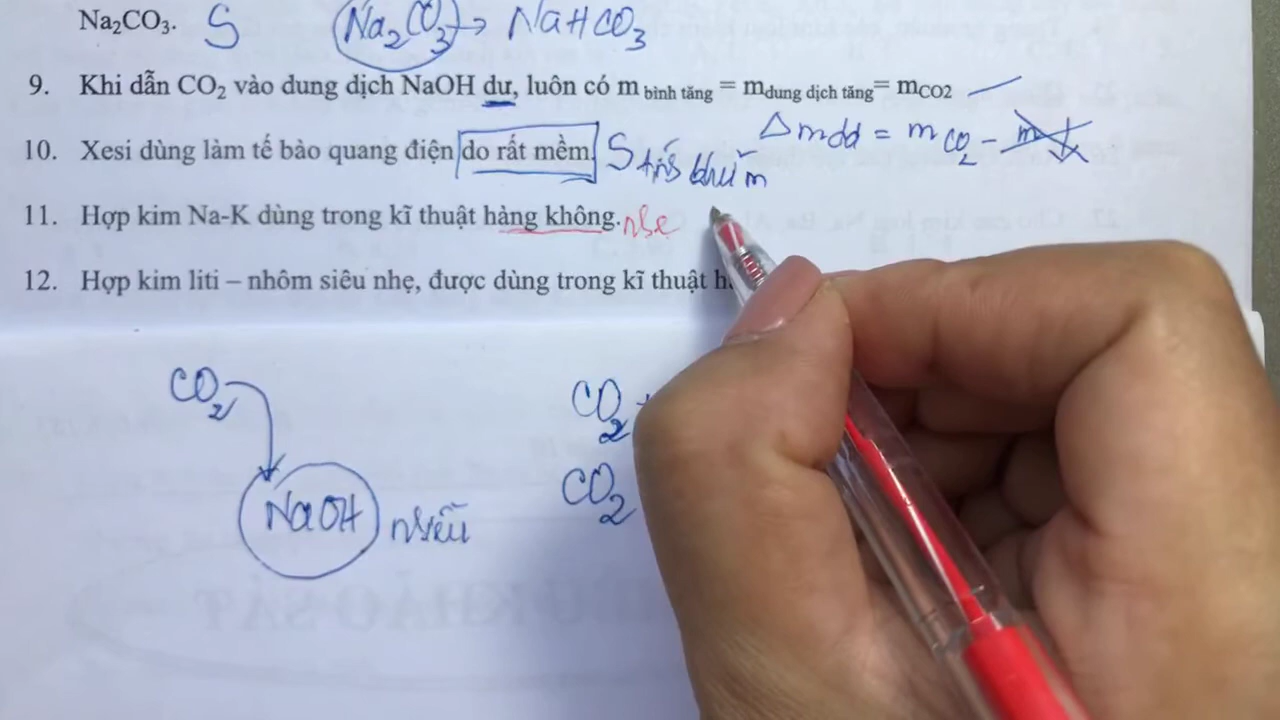 Na₂CO₃. S Na₂CO₃ → NaHCO₃
9. Khi dẫn CO₂ vào dung dịch NaOH dư, luôn có m bình tăng = mdung dịch tăng= mCO2
Δmdd = mCO₂ -
10. Xesi dùng làm tế bào quang điện do rất mềm. S
11. Hợp kim Na-K dùng trong kĩ thuật hàng không. nhẹ
12. Hợp kim liti – nhôm siêu nhẹ, được dùng trong kĩ thuật
CO₂ CO₂
CO₂
NaOH nhiều